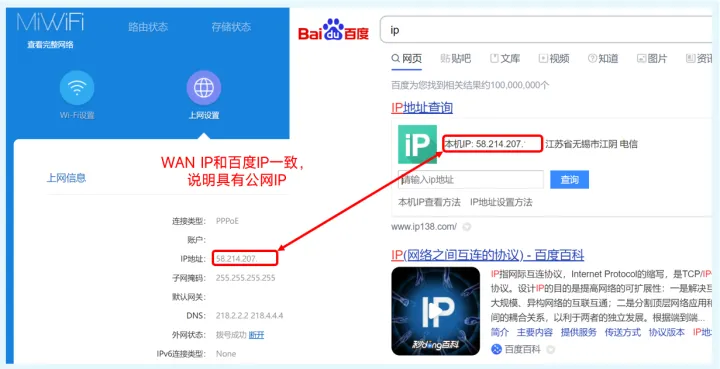 MiWiFi
路由状态
存储状态
查看完整网络
Wi-Fi设置
上网设置
上网信息
WAN IP和百度IP一致，
说明具有公网IP
连接类型: PPPoE
账户:
IP地址: 58.214.207.
子网掩码: 255.255.255.255
默认网关:
DNS: 218.2.2.2 218.4.4.4
外网状态: 拨号成功 断开
IPv6连接类型: None
Bai du 百度
ip
网页 贴吧 文库 视频 知道 图片 资讯
百度为您找到相关结果约100,000,000个
IP地址查询
iP
本机IP: 58.214.207. 江苏省无锡市江阴 电信
请输入ip地址
查询
本机IP查看方法 IP地址设置方法
www.ip138.com/
IP(网络之间互连的协议) - 百度百科
IP
秒dǒng百科
IP指网际互连协议，Internet Protocol的缩写，是TCP/IP
协议。设计IP的目的是提高网络的可扩展性：一是解决互
大规模、异构网络的互联互通；二是分割顶层网络应用和
间的耦合关系，以利于两者的独立发展。根据端到端...
简介 主要内容 提供服务 传送方式 协议版本 IP地
百度百科